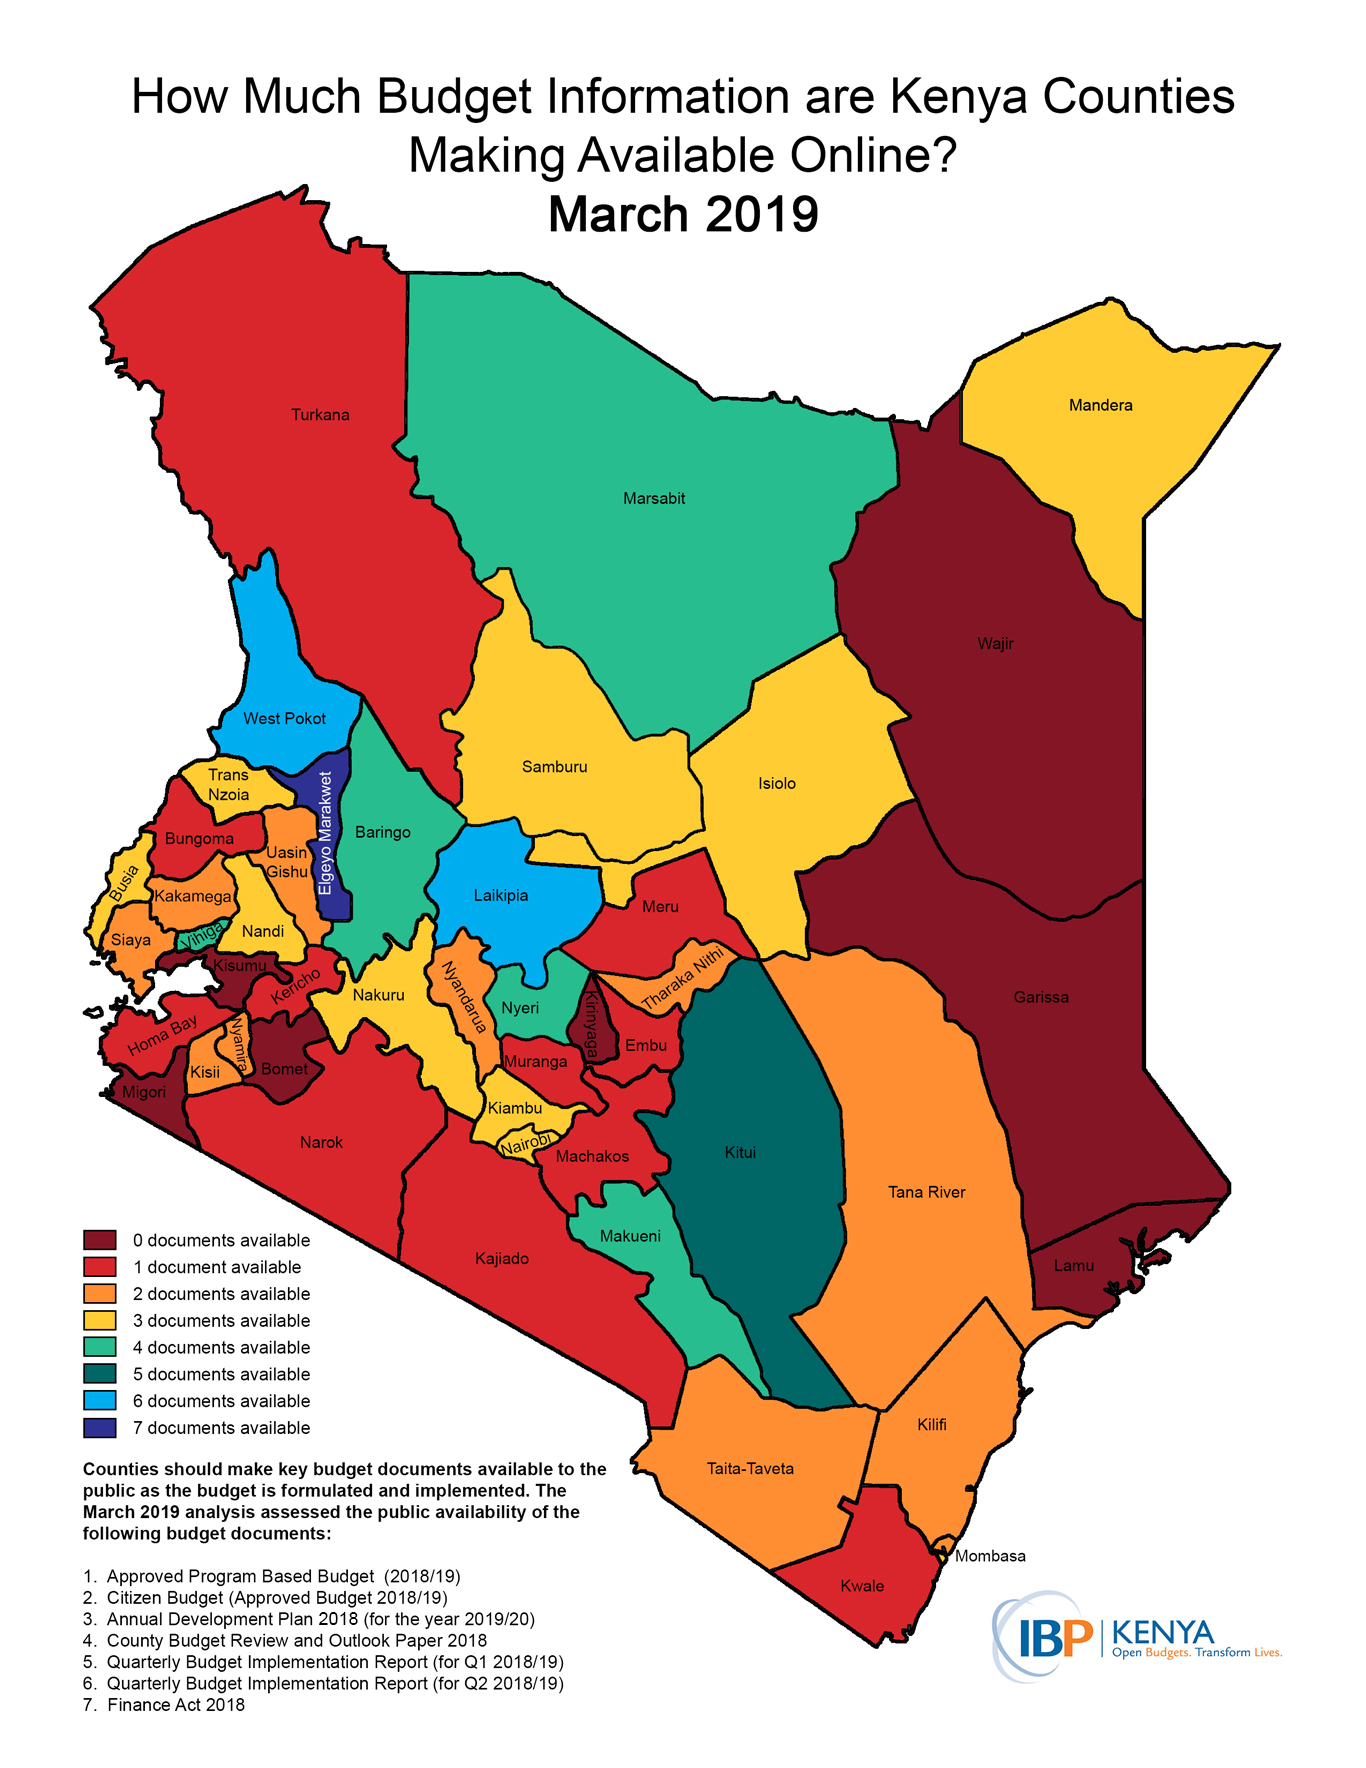 How Much Budget Information are Kenya Counties
Making Available Online?
March 2019
Turkana
Marsabit
Mandera
Wajir
West Pokot
Samburu
Isiolo
Trans
Nzoia
Elgeyo Marakwet
Baringo
Bungoma
Uasin
Gishu
Busia
Kakamega
Laikipia
Meru
Siaya
Vihiga
Nandi
Kisumu
Kericho
Nakuru
Nyandarua
Nyeri
Kirinyaga
Tharaka Nithi
Garissa
Homa Bay
Nyamira
Kisii
Bomet
Muranga
Embu
Migori
Kiambu
Narok
Nairobi
Machakos
Kitui
Tana River
Makueni
Kajiado
Lamu
Kilifi
Taita-Taveta
Mombasa
Kwale
0 documents available
1 document available
2 documents available
3 documents available
4 documents available
5 documents available
6 documents available
7 documents available
Counties should make key budget documents available to the
public as the budget is formulated and implemented. The
March 2019 analysis assessed the public availability of the
following budget documents:
1. Approved Program Based Budget (2018/19)
2. Citizen Budget (Approved Budget 2018/19)
3. Annual Development Plan 2018 (for the year 2019/20)
4. County Budget Review and Outlook Paper 2018
5. Quarterly Budget Implementation Report (for Q1 2018/19)
6. Quarterly Budget Implementation Report (for Q2 2018/19)
7. Finance Act 2018
IBP KENYA
Open Budgets. Transform Lives.